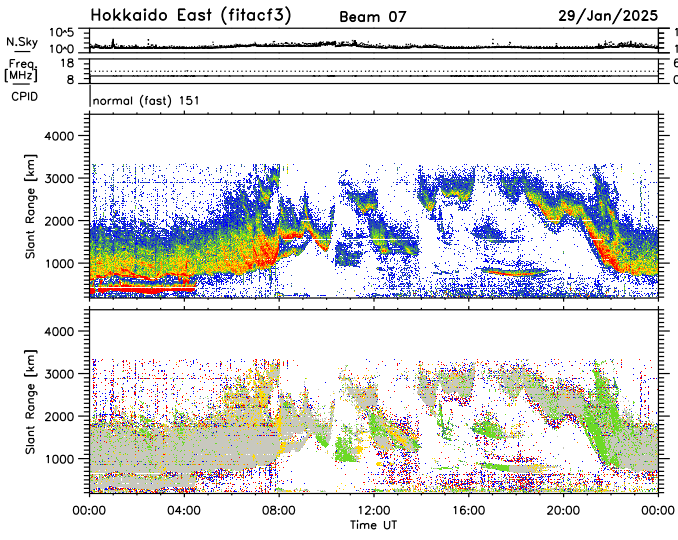 Hokkaido East (fitacf3) Beam 07 29/Jan/2025
N.Sky 10^5 10^0
Freq. [MHz] 18 8
CPID normal (fast) 151
Slant Range [km] 4000 3000 2000 1000
Slant Range [km] 4000 3000 2000 1000
00:00 04:00 08:00 12:00 16:00 20:00 00:00
Time UT